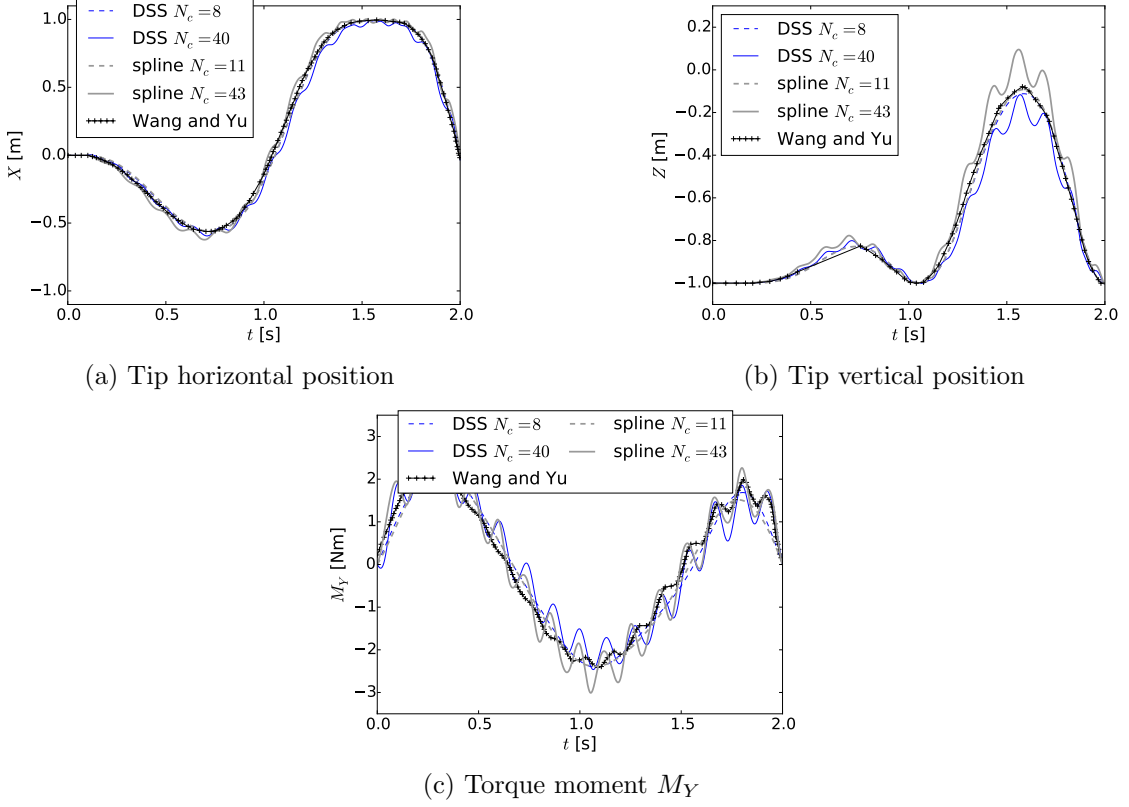 1.0
0.5
0.0
−0.5
−1.0
X [m]
DSS N_c = 8
DSS N_c = 40
spline N_c = 11
spline N_c = 43
Wang and Yu
0.0 0.5 1.0 1.5 2.0
t [s]
(a) Tip horizontal position
0.2
0.0
−0.2
−0.4
−0.6
−0.8
−1.0
Z [m]
DSS N_c = 8
DSS N_c = 40
spline N_c = 11
spline N_c = 43
Wang and Yu
0.0 0.5 1.0 1.5 2.0
t [s]
(b) Tip vertical position
3
2
1
0
−1
−2
−3
M_Y [Nm]
DSS N_c = 8 spline N_c = 11
DSS N_c = 40 spline N_c = 43
Wang and Yu
0.0 0.5 1.0 1.5 2.0
t [s]
(c) Torque moment M_Y